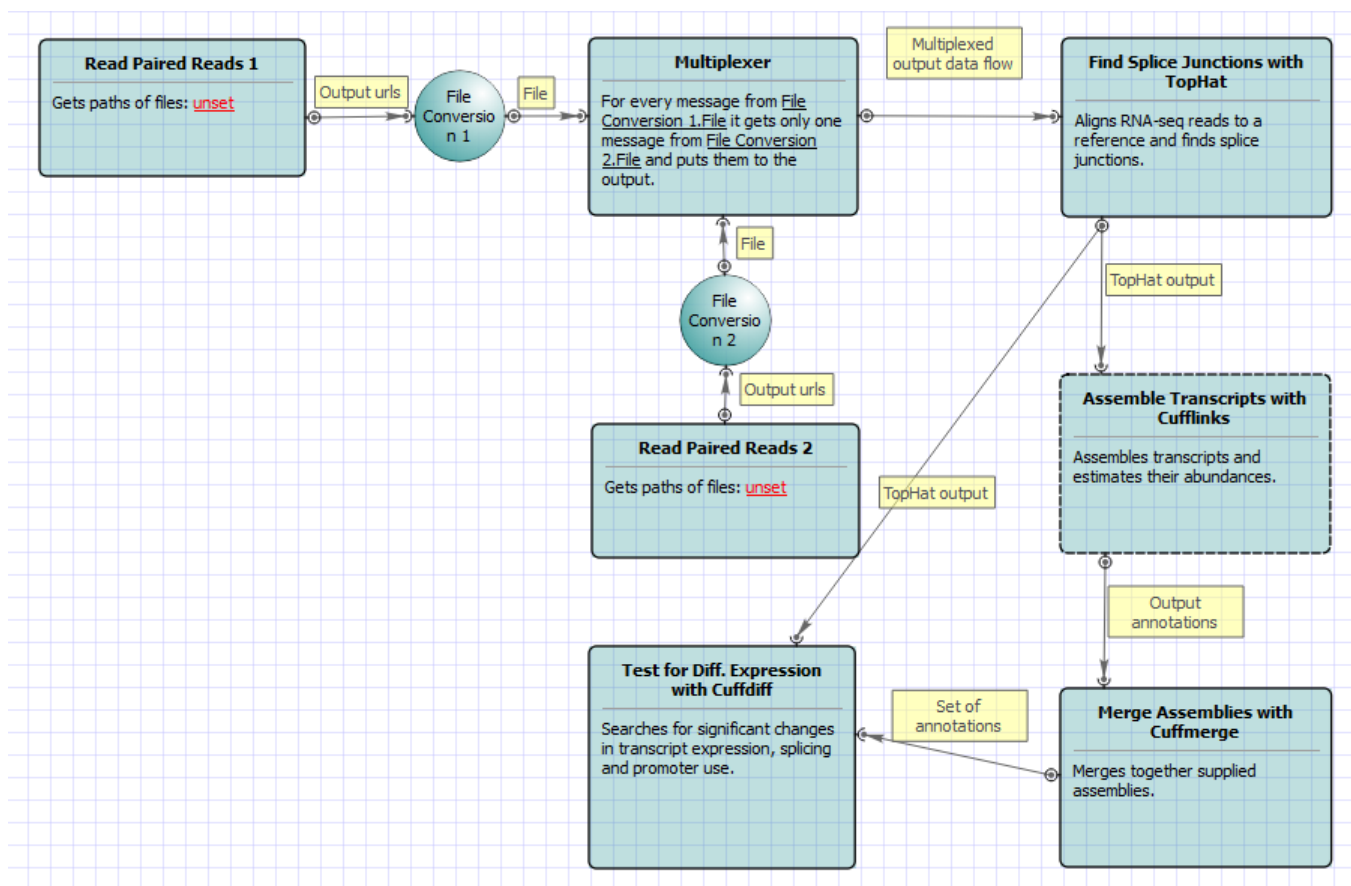 Read Paired Reads 1
Gets paths of files: unset
Output urls
File
Conversio
n 1
File
Multiplexer
For every message from File
Conversion 1.File it gets only one
message from File Conversion
2.File and puts them to the
output.
Multiplexed
output data flow
Find Splice Junctions with
TopHat
Aligns RNA-seq reads to a
reference and finds splice
junctions.
File
File
Conversio
n 2
Output urls
Read Paired Reads 2
Gets paths of files: unset
TopHat output
TopHat output
Assemble Transcripts with
Cufflinks
Assembles transcripts and
estimates their abundances.
Output
annotations
Merge Assemblies with
Cuffmerge
Merges together supplied
assemblies.
Set of
annotations
Test for Diff. Expression
with Cuffdiff
Searches for significant changes
in transcript expression, splicing
and promoter use.